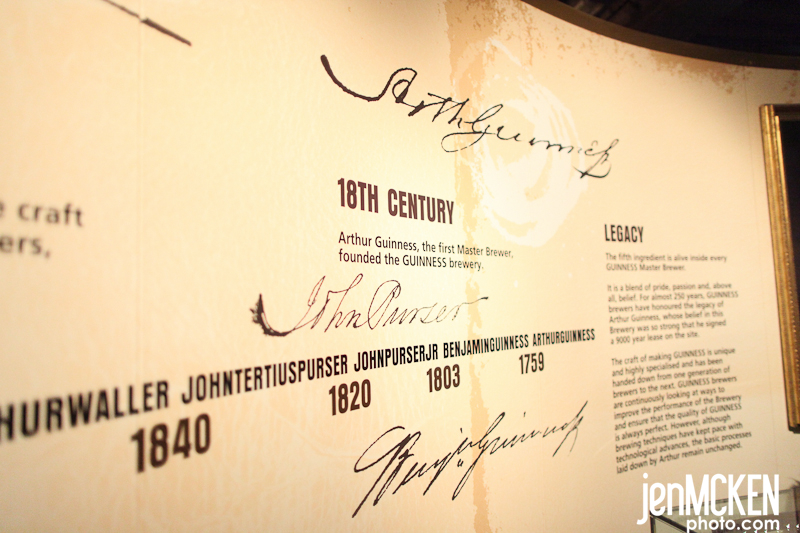 e craft
ers,
Arth Guinness
18TH CENTURY
Arthur Guinness, the first Master Brewer,
founded the GUINNESS brewery.
John Purser
HURWALLER JOHNTERTIUSPURSER JOHNPURSERJR BENJAMINGUINNESS ARTHURGUINNESS
1840 1820 1803 1759
Benjn Guinness
LEGACY
The fifth ingredient is alive inside every
GUINNESS Master Brewer.
It is a blend of pride, passion and, above
all, belief. For almost 250 years, GUINNESS
brewers have honoured the legacy of
Arthur Guinness, whose belief in this
Brewery was so strong that he signed
a 9000 year lease on the site.
The craft of making GUINNESS is unique
and highly specialised and has been
handed down from one generation of
brewers to the next. GUINNESS brewers
are continuously looking at ways to
improve the performance of the Brewery
and ensure that the quality of GUINNESS
is always perfect. However, although
brewing techniques have kept pace with
technological advances, the basic processes
laid down by Arthur remain unchanged.
jenMCKEN
photo.com